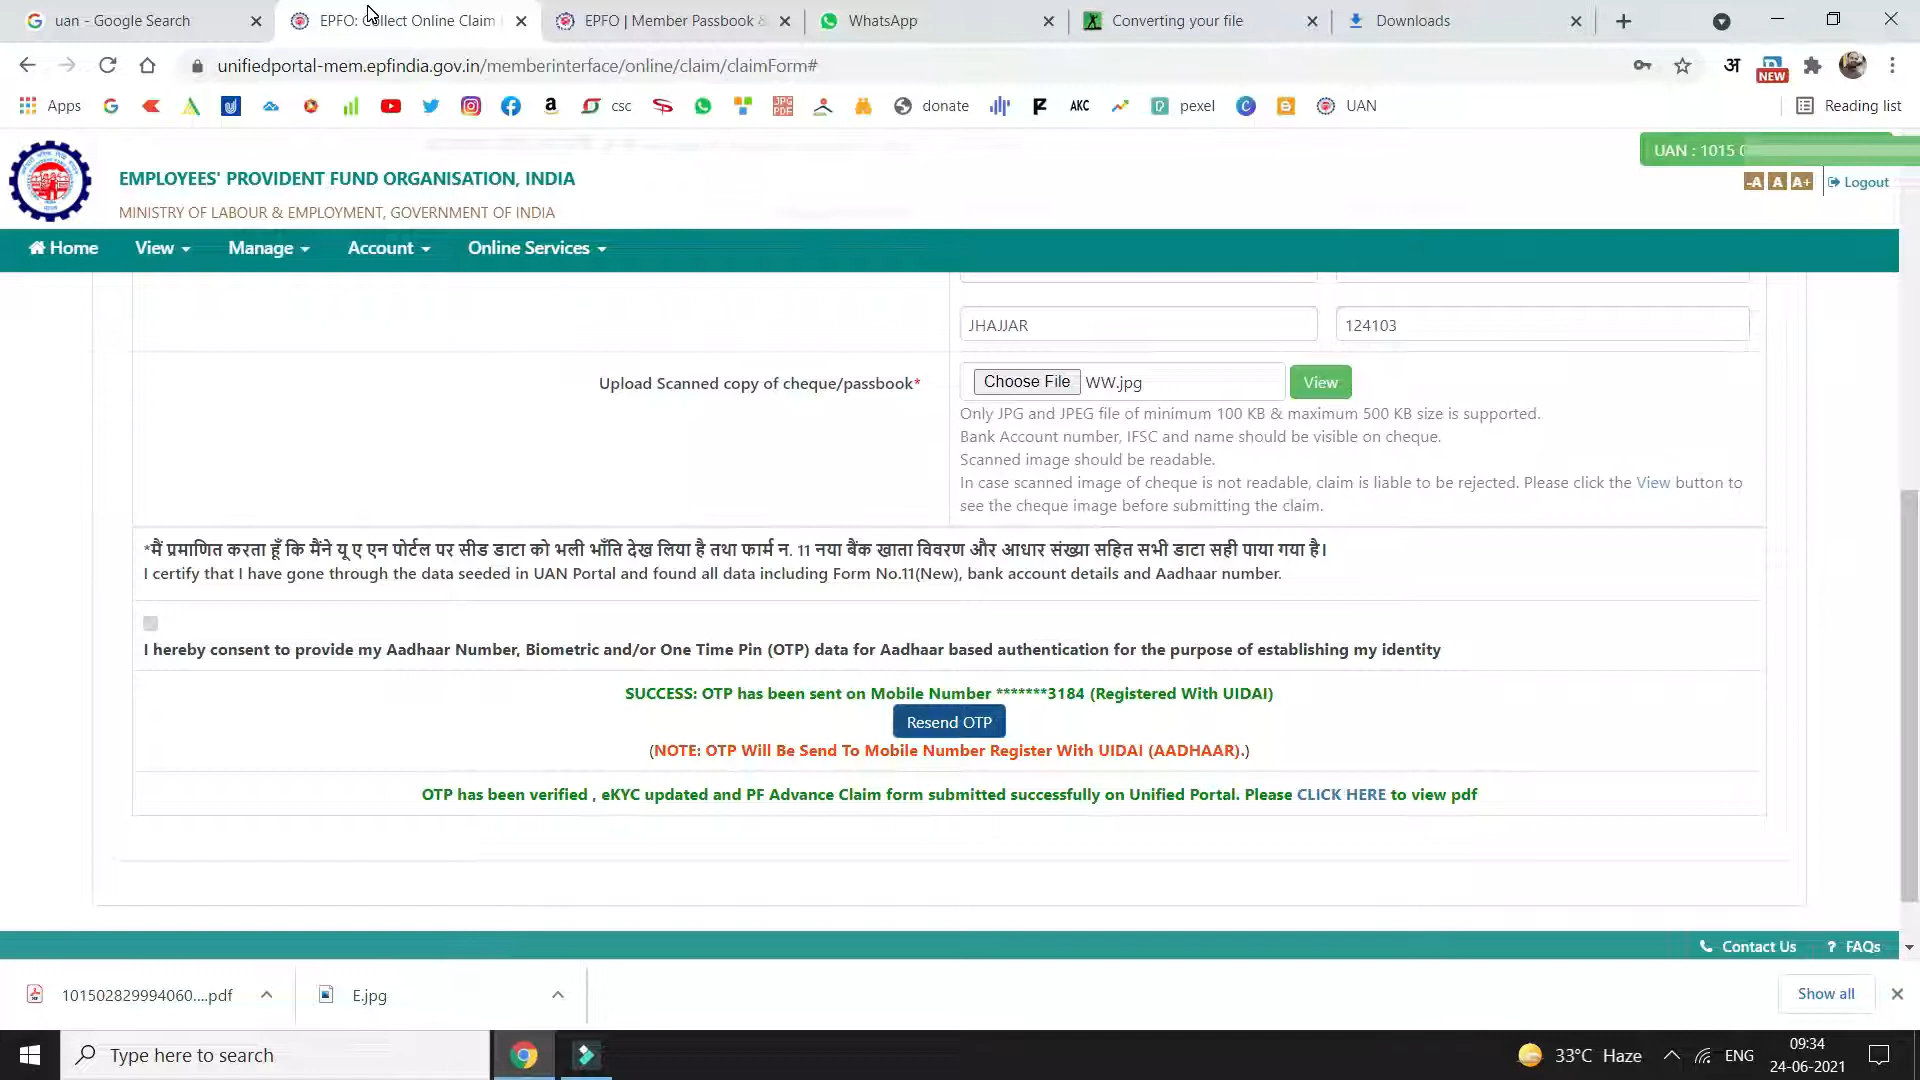 uan - Google Search
EPFO: Collect Online Claim
EPFO | Member Passbook &
WhatsApp
Converting your file
Downloads
unifiedportal-mem.epfindia.gov.in/memberinterface/online/claim/claimForm#
अ
NEW
Apps
csc
JPG
PDF
donate
AKC
pexel
UAN
Reading list
UAN : 1015
EMPLOYEES' PROVIDENT FUND ORGANISATION, INDIA
MINISTRY OF LABOUR & EMPLOYMENT, GOVERNMENT OF INDIA
-A A A+ Logout
Home View Manage Account Online Services
JHAJJAR 124103
Upload Scanned copy of cheque/passbook* Choose File WW.jpg View
Only JPG and JPEG file of minimum 100 KB & maximum 500 KB size is supported.
Bank Account number, IFSC and name should be visible on cheque.
Scanned image should be readable.
In case scanned image of cheque is not readable, claim is liable to be rejected. Please click the View button to
see the cheque image before submitting the claim.
*मैं प्रमाणित करता हूँ कि मैंने यू ए एन पोर्टल पर सीड डाटा को भली भाँति देख लिया है तथा फार्म न. 11 नया बैंक खाता विवरण और आधार संख्या सहित सभी डाटा सही पाया गया है।
I certify that I have gone through the data seeded in UAN Portal and found all data including Form No.11(New), bank account details and Aadhaar number.
I hereby consent to provide my Aadhaar Number, Biometric and/or One Time Pin (OTP) data for Aadhaar based authentication for the purpose of establishing my identity
SUCCESS: OTP has been sent on Mobile Number *******3184 (Registered With UIDAI)
Resend OTP
(NOTE: OTP Will Be Send To Mobile Number Register With UIDAI (AADHAAR).)
OTP has been verified , eKYC updated and PF Advance Claim form submitted successfully on Unified Portal. Please CLICK HERE to view pdf
Contact Us ? FAQs
101502829994060....pdf
E.jpg
Show all
Type here to search
33°C Haze
ENG
09:34
24-06-2021